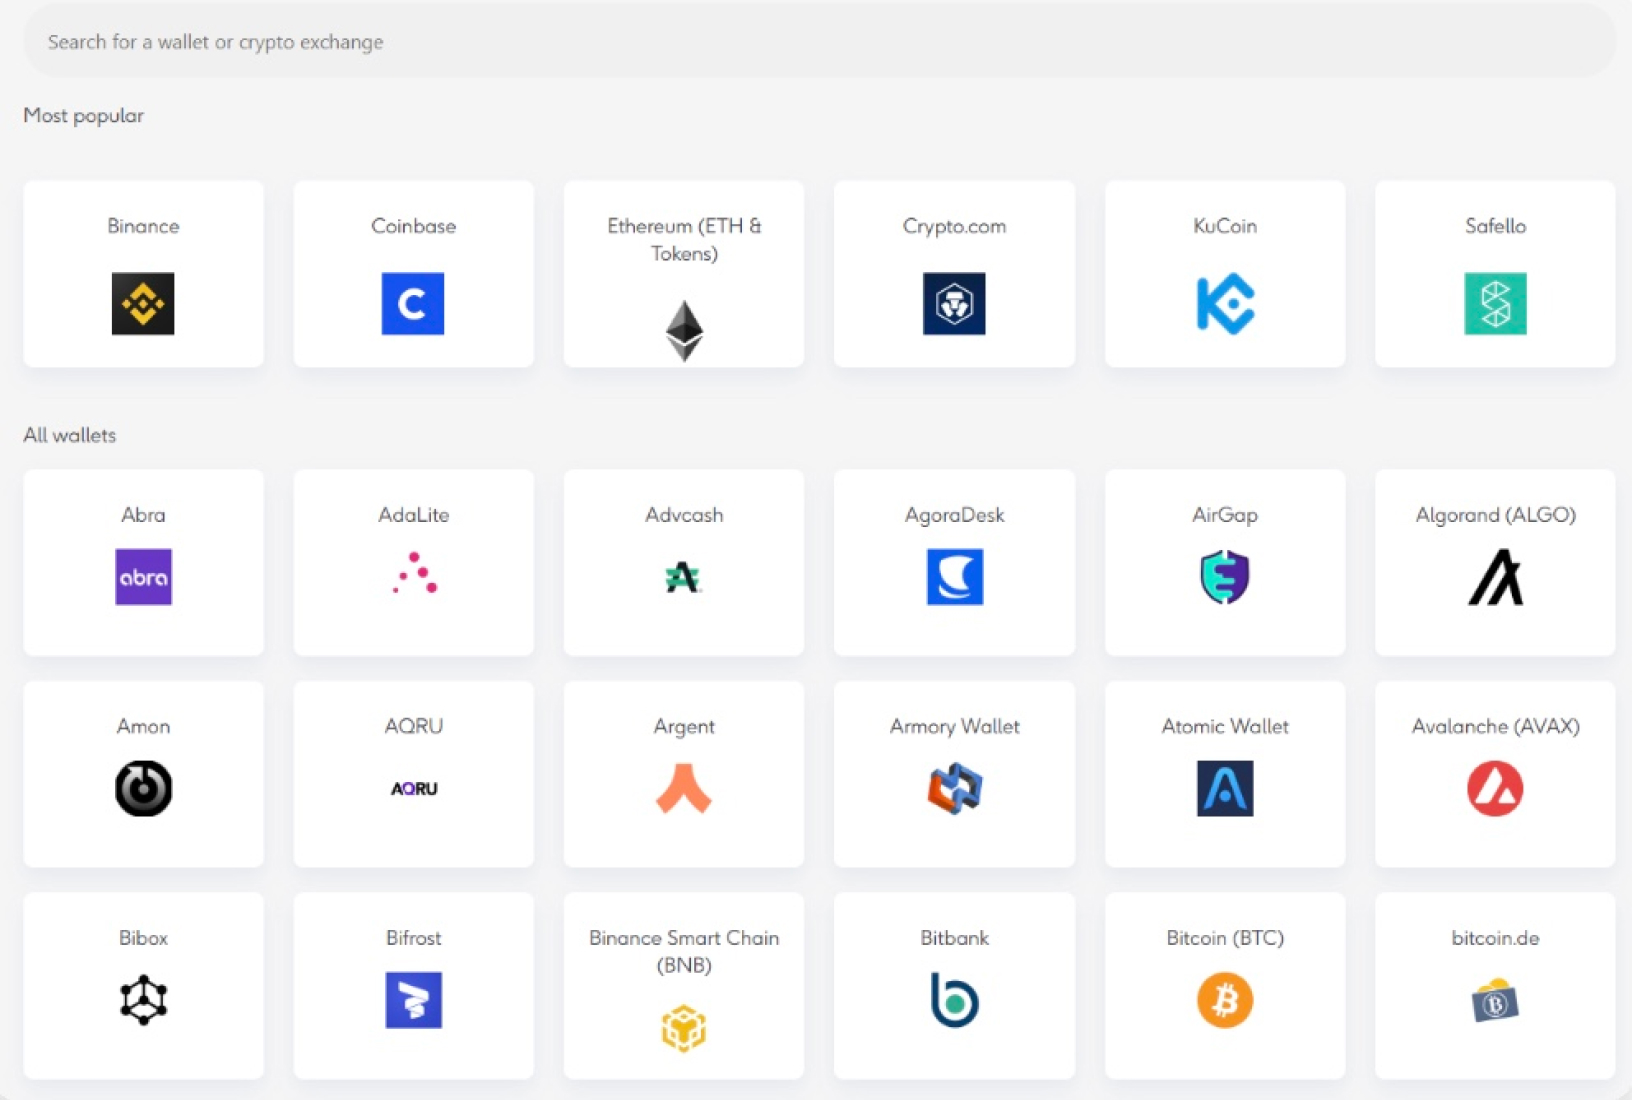 Search for a wallet or crypto exchange
Most popular
Binance
Coinbase
Ethereum (ETH &
Tokens)
Crypto.com
KuCoin
Safello
All wallets
Abra
abra
AdaLite
Advcash
AgoraDesk
AirGap
Algorand (ALGO)
Amon
AQRU
AQRU
Argent
Armory Wallet
Atomic Wallet
Avalanche (AVAX)
Bibox
Bifrost
Binance Smart Chain
(BNB)
Bitbank
Bitcoin (BTC)
bitcoin.de